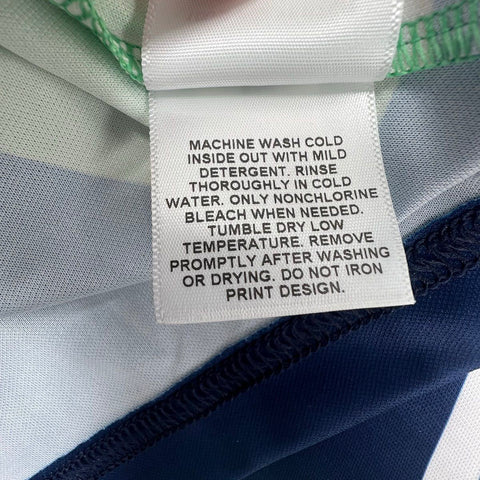 MACHINE WASH COLD
INSIDE OUT WITH MILD
DETERGENT. RINSE
THOROUGHLY IN COLD
WATER. ONLY NONCHLORINE
BLEACH WHEN NEEDED.
TUMBLE DRY LOW
TEMPERATURE. REMOVE
PROMPTLY AFTER WASHING
OR DRYING. DO NOT IRON
PRINT DESIGN.